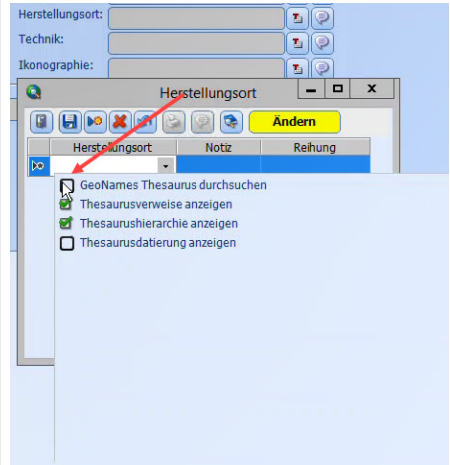 Herstellungsort:
Technik:
Ikonographie:
Herstellungsort
Ändern
Herstellungsort Notiz Reihung
GeoNames Thesaurus durchsuchen
Thesaurusverweise anzeigen
Thesaurushierarchie anzeigen
Thesaurusdatierung anzeigen